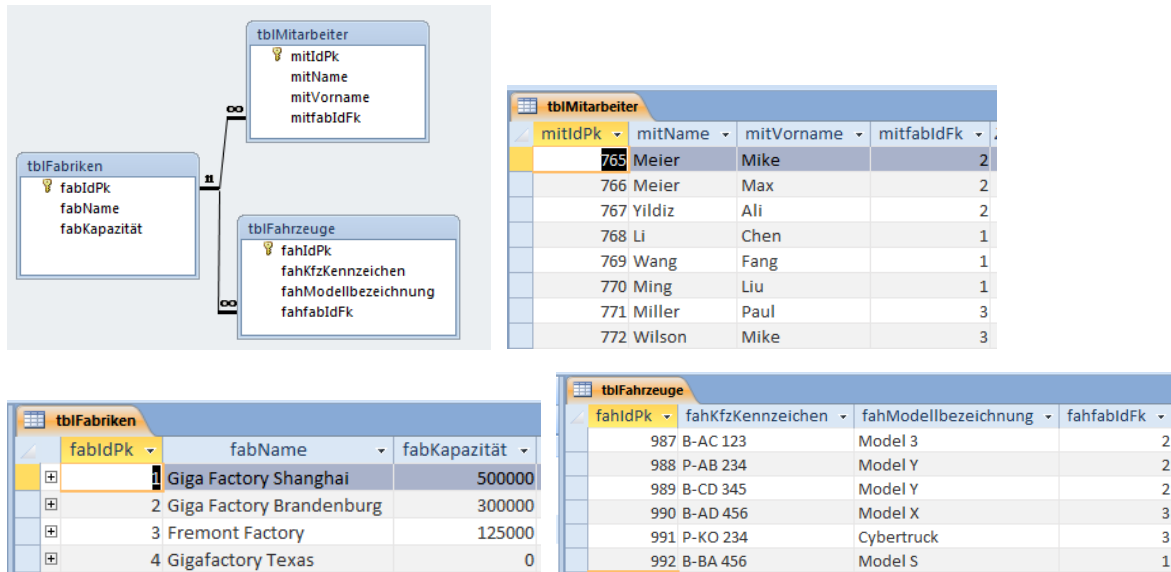 tblMitarbeiter
mitIdPk
mitName
mitVorname
mitfabIdFk
∞
tblFabriken
fabIdPk
fabName
fabKapazität
11
tblFahrzeuge
fahIdPk
fahKfzKennzeichen
fahModellbezeichnung
fahfabIdFk
∞
tblMitarbeiter
mitIdPk mitName mitVorname mitfabIdFk
765 Meier Mike 2
766 Meier Max 2
767 Yildiz Ali 2
768 Li Chen 1
769 Wang Fang 1
770 Ming Liu 1
771 Miller Paul 3
772 Wilson Mike 3
tblFabriken
fabIdPk fabName fabKapazität
1 Giga Factory Shanghai 500000
2 Giga Factory Brandenburg 300000
3 Fremont Factory 125000
4 Gigafactory Texas 0
tblFahrzeuge
fahIdPk fahKfzKennzeichen fahModellbezeichnung fahfabIdFk
987 B-AC 123 Model 3 2
988 P-AB 234 Model Y 2
989 B-CD 345 Model Y 2
990 B-AD 456 Model X 3
991 P-KO 234 Cybertruck 3
992 B-BA 456 Model S 1